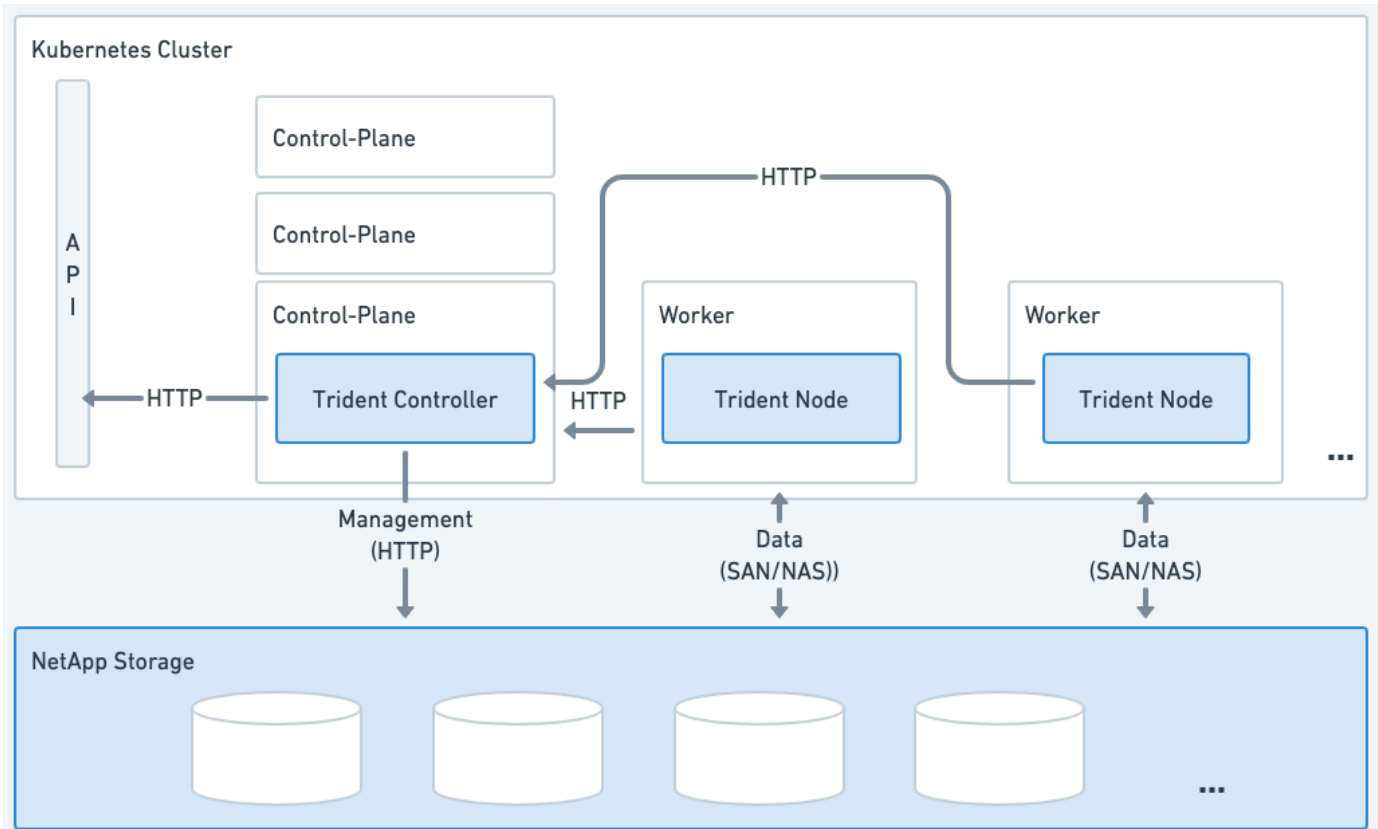 Kubernetes Cluster
A
P
I
Control-Plane
Control-Plane
Control-Plane
HTTP
Worker
Worker
HTTP
Trident Controller
HTTP
Trident Node
Trident Node
...
Management
(HTTP)
Data
(SAN/NAS))
Data
(SAN/NAS)
NetApp Storage
...